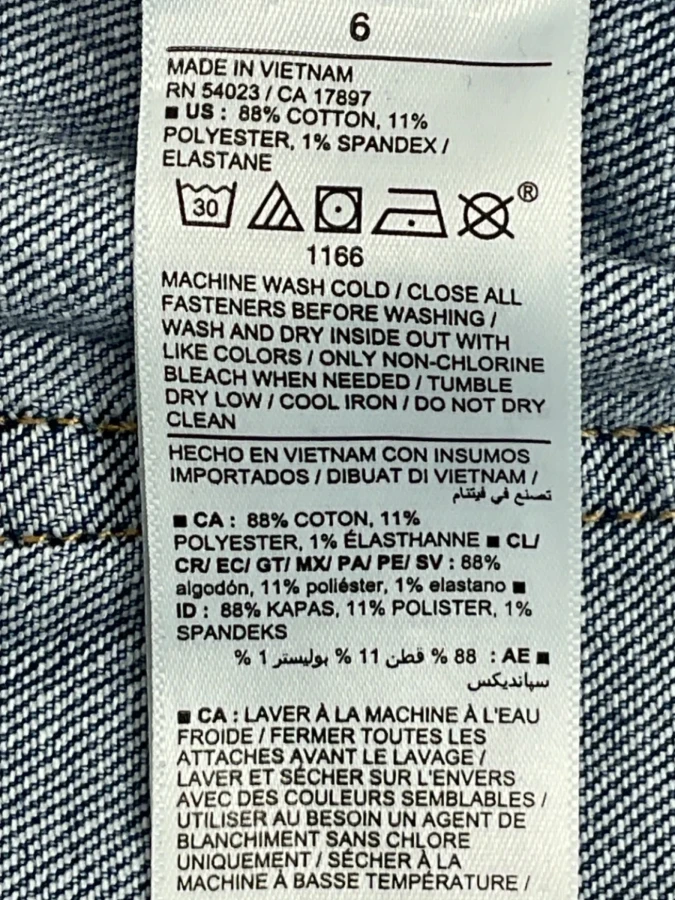 6
MADE IN VIETNAM
RN 54023 / CA 17897
■ US : 88% COTTON, 11%
POLYESTER, 1% SPANDEX /
ELASTANE
30
®
1166
MACHINE WASH COLD / CLOSE ALL
FASTENERS BEFORE WASHING /
WASH AND DRY INSIDE OUT WITH
LIKE COLORS / ONLY NON-CHLORINE
BLEACH WHEN NEEDED / TUMBLE
DRY LOW / COOL IRON / DO NOT DRY
CLEAN
HECHO EN VIETNAM CON INSUMOS
IMPORTADOS / DIBUAT DI VIETNAM /
تصنع في فيتنام
■ CA : 88% COTON, 11%
POLYESTER, 1% ÉLASTHANNE ■ CL/
CR/ EC/ GT/ MX/ PA/ PE/ SV : 88%
algodón, 11% poliéster, 1% elastano ■
ID : 88% KAPAS, 11% POLISTER, 1%
SPANDEKS
■ AE : 88 % قطن 11 % بوليستر 1 %
سباندیکس
■ CA : LAVER À LA MACHINE À L'EAU
FROIDE / FERMER TOUTES LES
ATTACHES AVANT LE LAVAGE /
LAVER ET SÉCHER SUR L'ENVERS
AVEC DES COULEURS SEMBLABLES /
UTILISER AU BESOIN UN AGENT DE
BLANCHIMENT SANS CHLORE
UNIQUEMENT / SÉCHER À LA
MACHINE À BASSE TEMPÉRATURE /